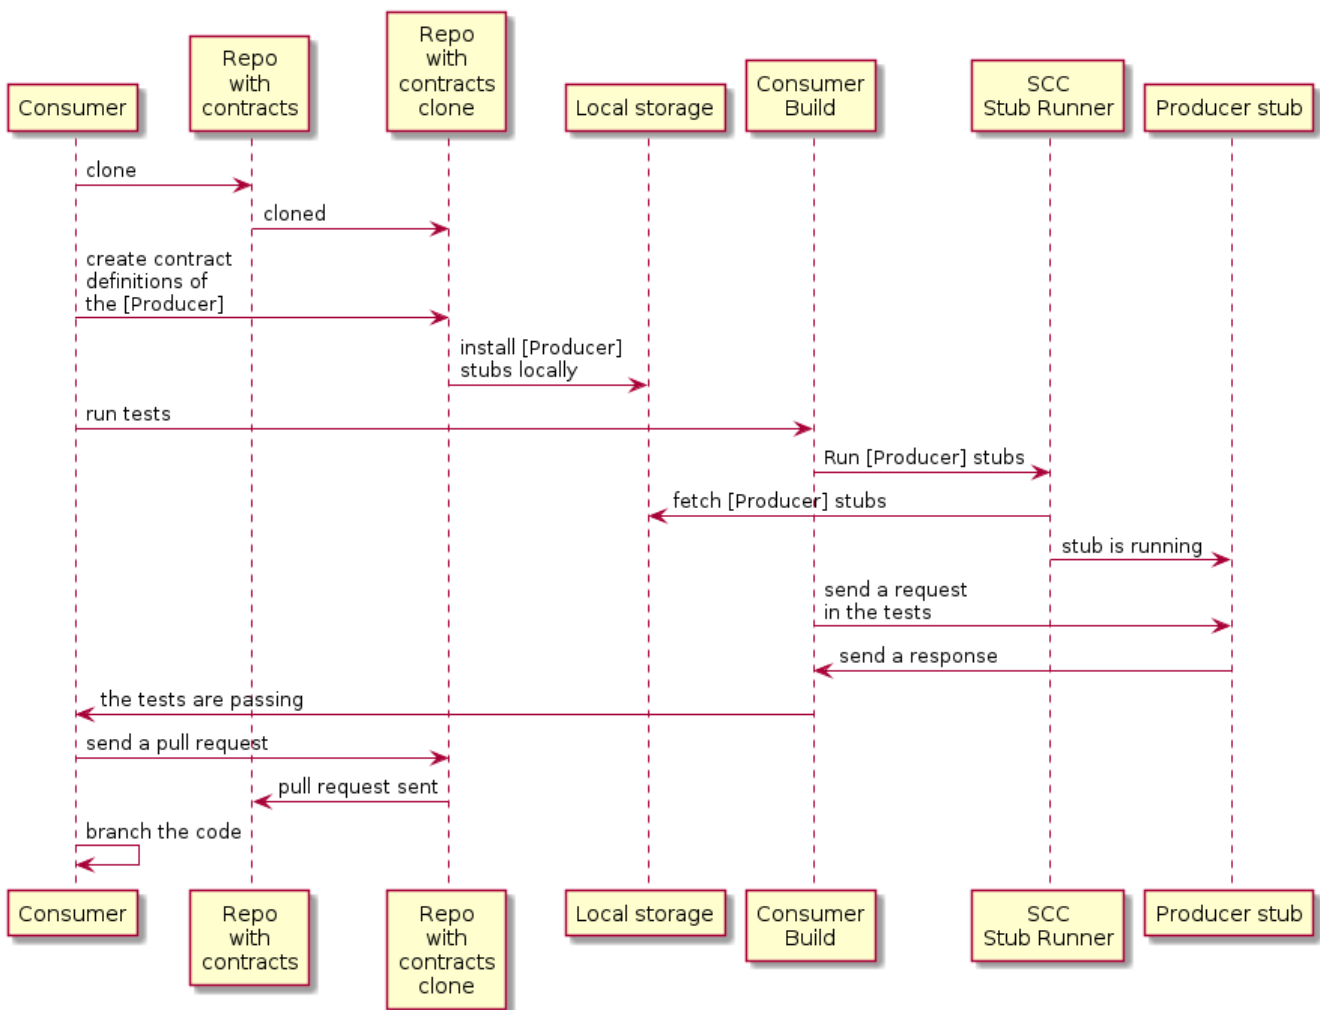 Consumer
Repo
with
contracts
Repo
with
contracts
clone
Local storage
Consumer
Build
SCC
Stub Runner
Producer stub
clone
cloned
create contract
definitions of
the [Producer]
install [Producer]
stubs locally
run tests
Run [Producer] stubs
fetch [Producer] stubs
stub is running
send a request
in the tests
send a response
the tests are passing
send a pull request
pull request sent
branch the code
Consumer
Repo
with
contracts
Repo
with
contracts
clone
Local storage
Consumer
Build
SCC
Stub Runner
Producer stub